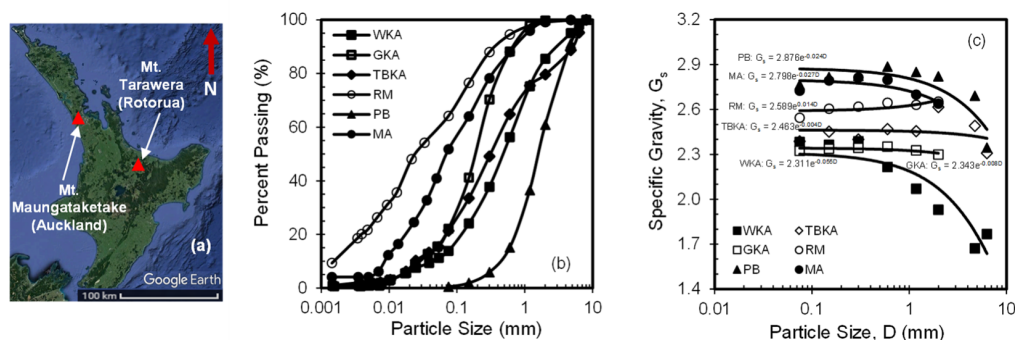 Mt.
Tarawera
(Rotorua)
N
Mt.
Maungataketake
(Auckland)
(a)
Google Earth
100 km
Percent Passing (%)
100
80
60
40
20
0
WKA
GKA
TBKA
RM
PB
MA
(b)
0.001
0.01
0.1
1
10
Particle Size (mm)
Specific Gravity, Gs
3.2
2.9
2.6
2.3
2.0
1.7
1.4
(c)
PB: Gs = 2.876e-0.024D
MA: Gs = 2.798e-0.027D
RM: Gs = 2.589e0.014D
TBKA: Gs = 2.463e-0.004D
WKA: Gs = 2.311e-0.055D
GKA: Gs = 2.343e-0.008D
WKA
TBKA
GKA
RM
PB
MA
0.01
0.1
1
10
Particle Size, D (mm)